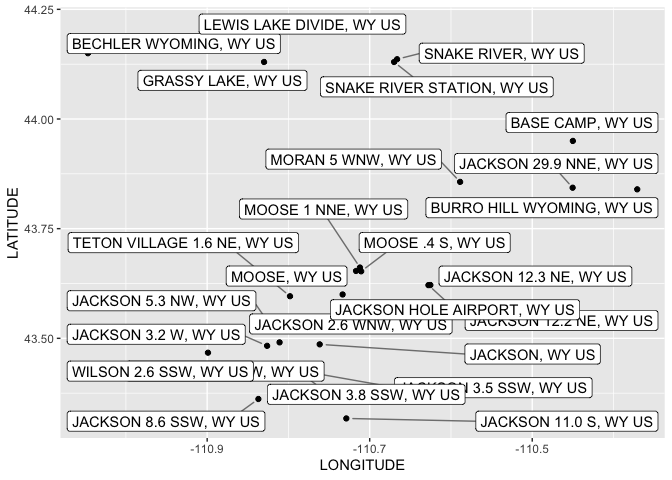 44.25
LEWIS LAKE DIVIDE, WY US
BECHLER WYOMING, WY US
SNAKE RIVER, WY US
GRASSY LAKE, WY US
SNAKE RIVER STATION, WY US
44.00
BASE CAMP, WY US
MORAN 5 WNW, WY US
JACKSON 29.9 NNE, WY US
BURRO HILL WYOMING, WY US
MOOSE 1 NNE, WY US
43.75
TETON VILLAGE 1.6 NE, WY US
MOOSE .4 S, WY US
MOOSE, WY US
JACKSON 12.3 NE, WY US
JACKSON 5.3 NW, WY US
JACKSON HOLE AIRPORT, WY US
JACKSON 12.2 NE, WY US
JACKSON 2.6 WNW, WY US
43.50
JACKSON 3.2 W, WY US
JACKSON, WY US
WILSON 2.6 SSW, WY US
W, WY US
JACKSON 3.5 SSW, WY US
JACKSON 3.8 SSW, WY US
JACKSON 8.6 SSW, WY US
JACKSON 11.0 S, WY US
-110.9
-110.7
-110.5
LONGITUDE
LATITUDE